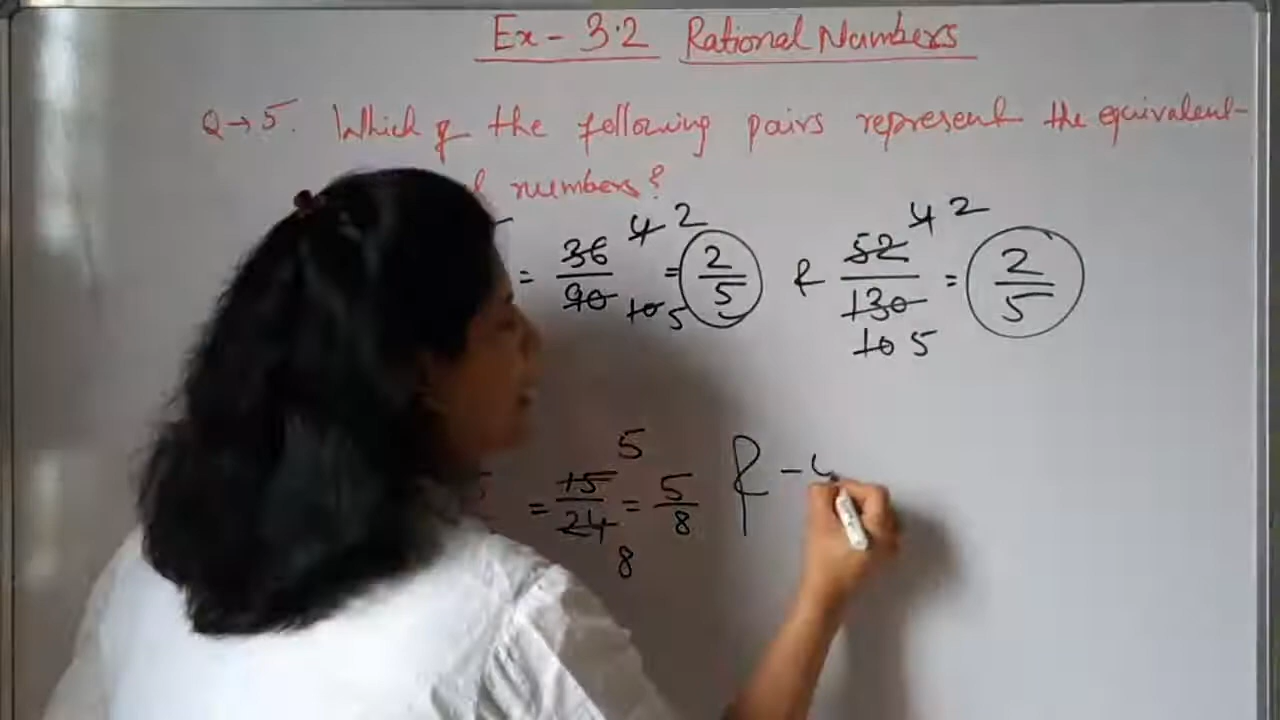 Ex - 3.2 Rational Numbers
Q → 5. Which of the following pairs represent the equivalent
numbers?
= 36/90 4/10 2/5 = 2/5 & 52/130 4/10 2/5 = 2/5
= 15/24 5/8 = 5/8 & -4